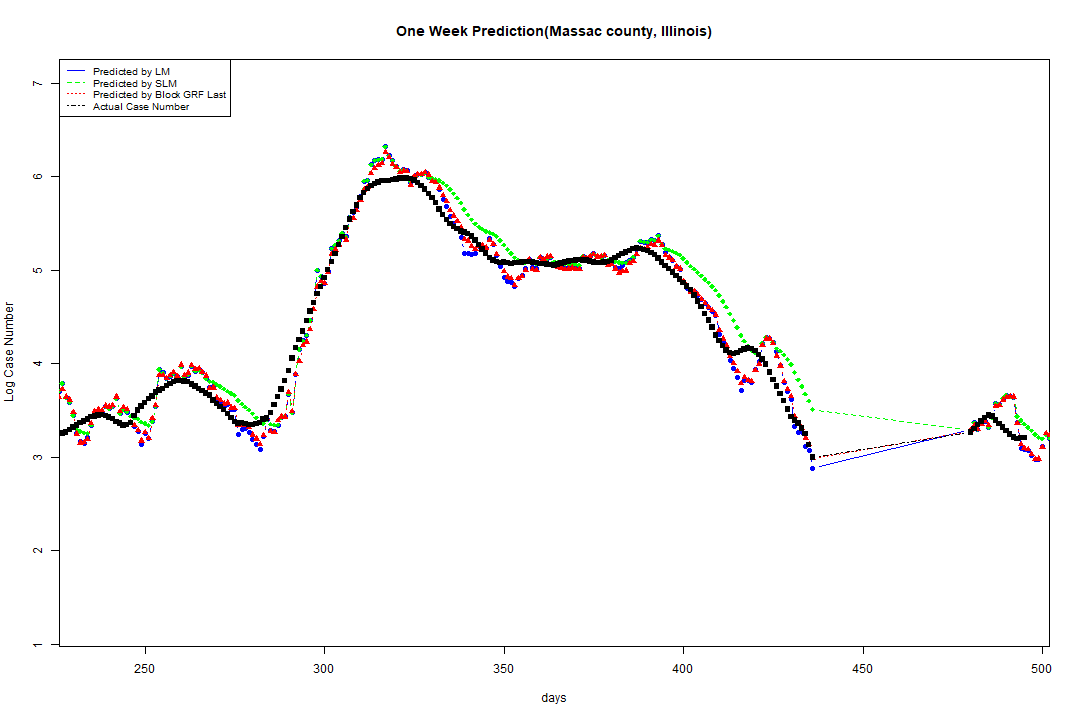 One Week Prediction(Massac county, Illinois)
Predicted by LM
Predicted by SLM
Predicted by Block GRF Last
Actual Case Number
7
6
5
4
3
2
1
Log Case Number
250
300
350
400
450
500
days